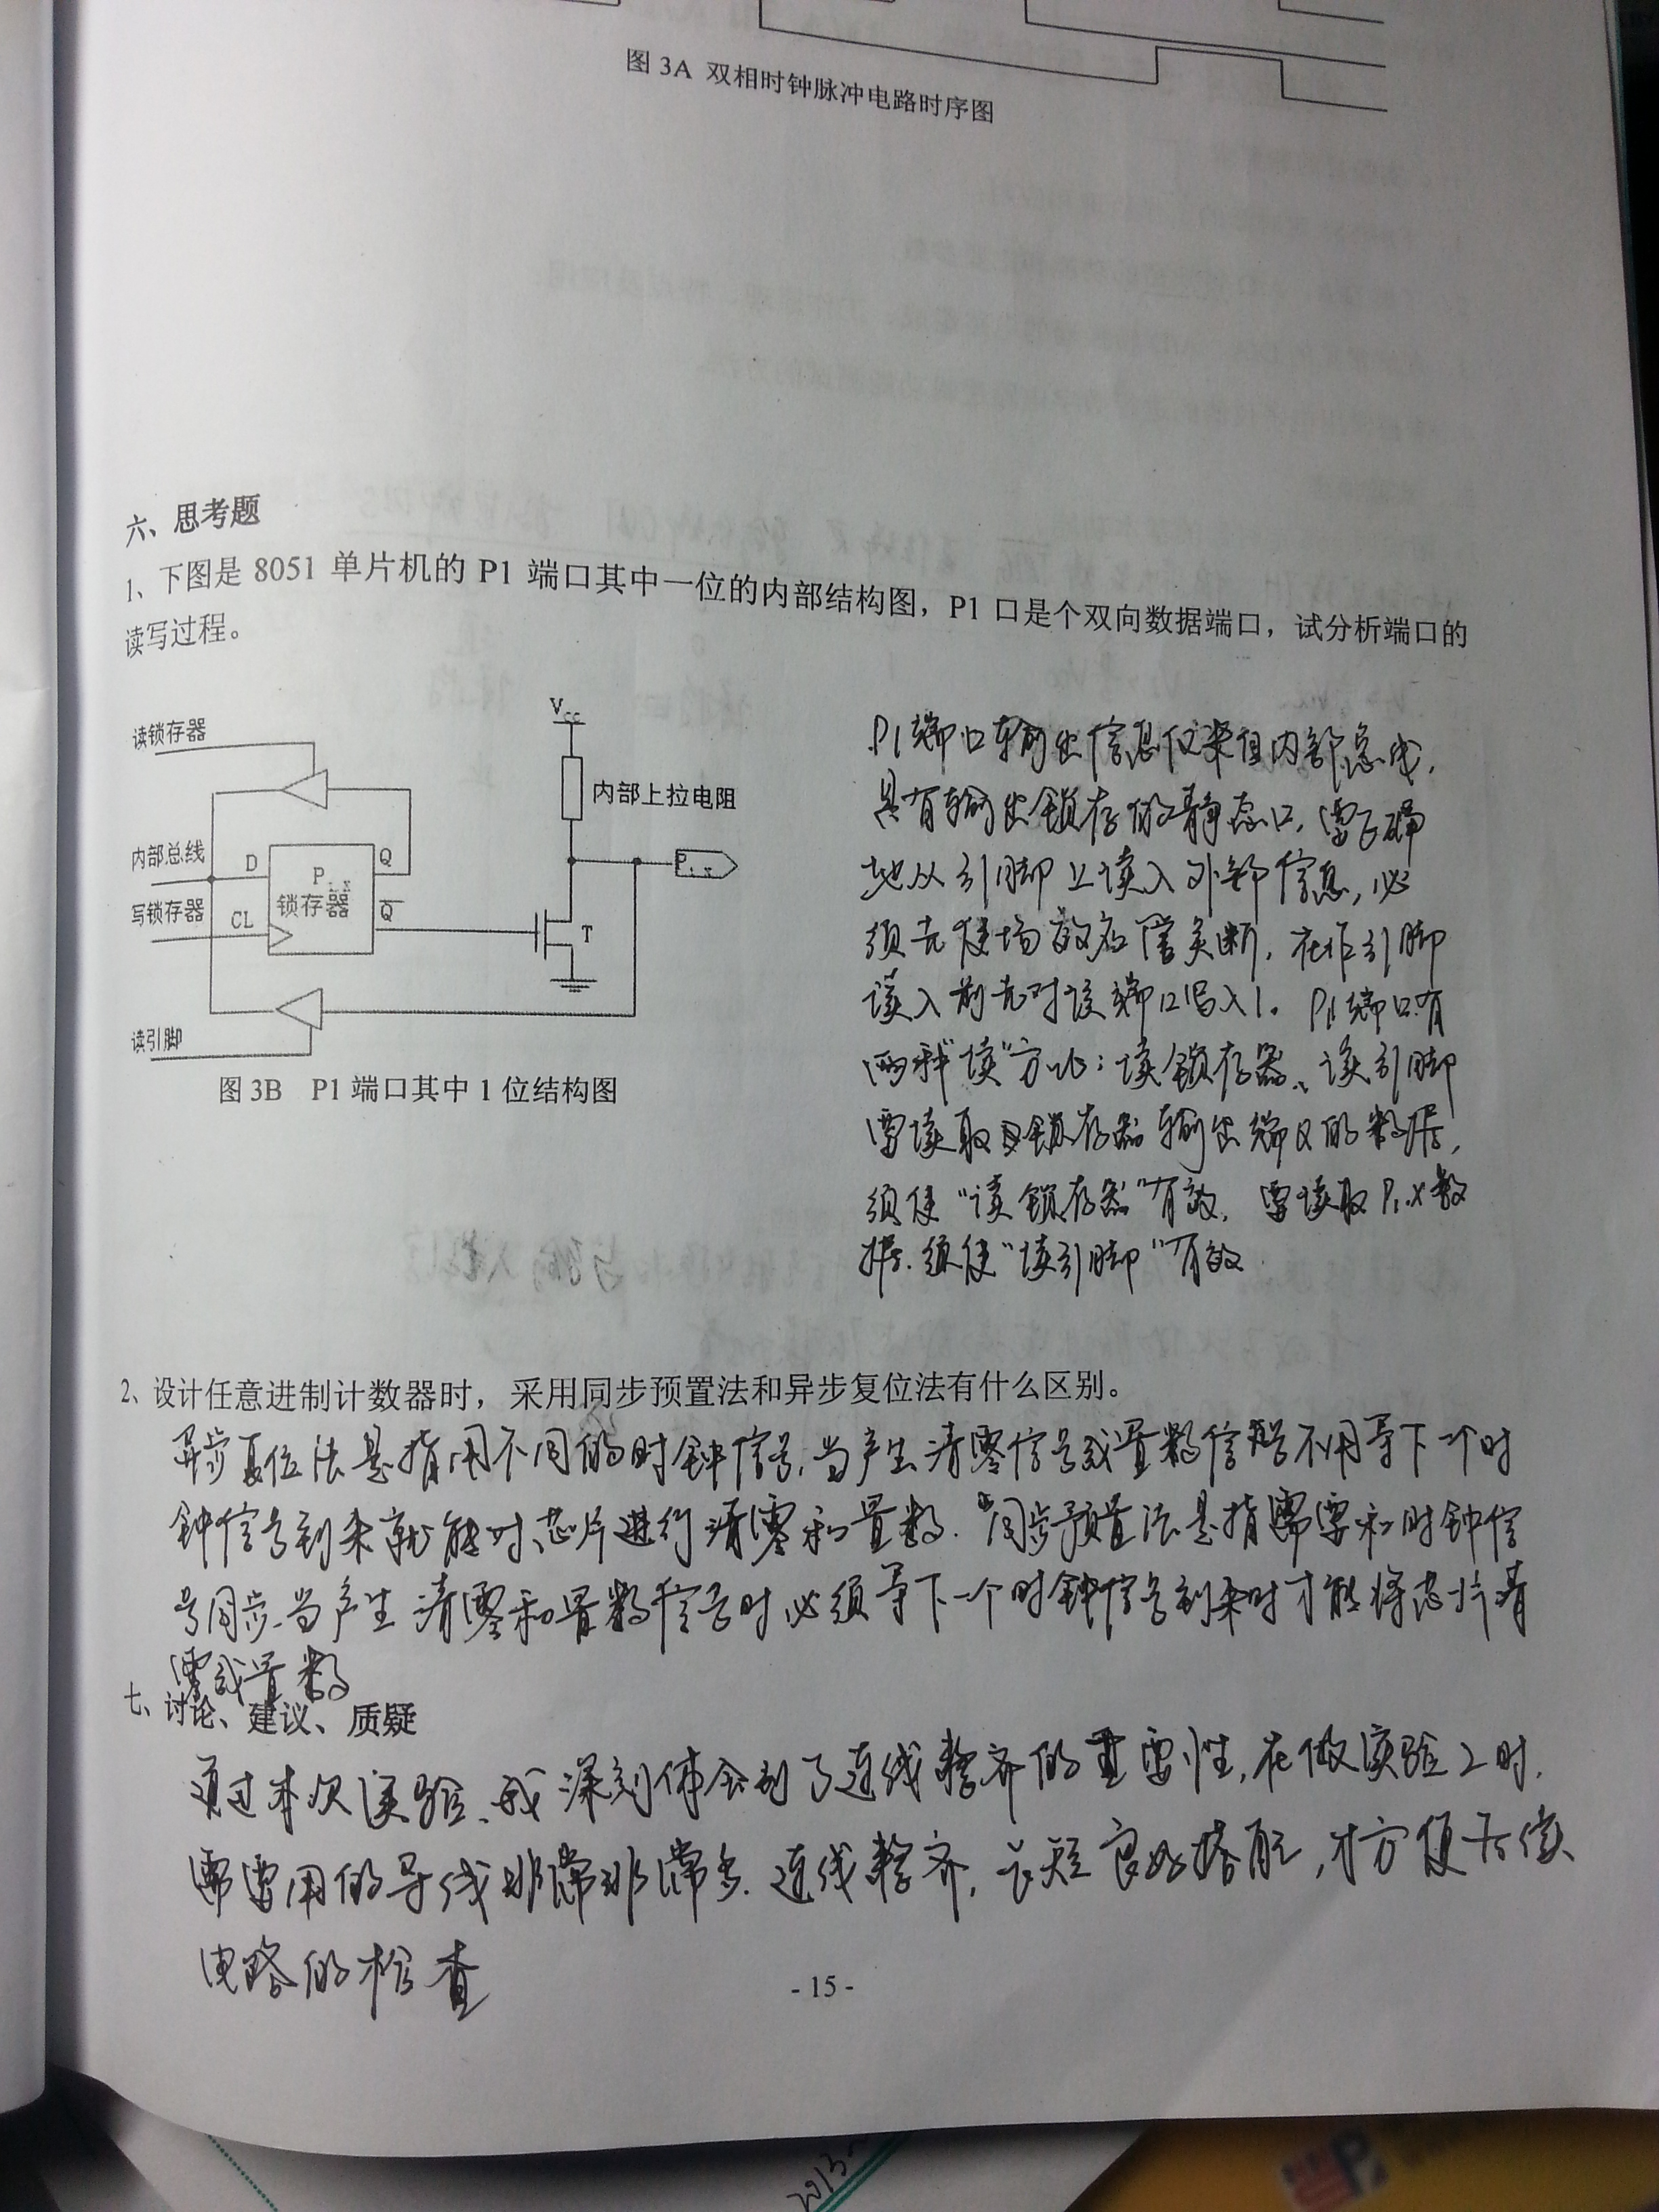 图 3A 双相时钟脉冲电路时序图
六、思考题
1、下图是 8051 单片机的 P1 端口其中一位的内部结构图，P1 口是个双向数据端口，试分析端口的
读写过程。
读锁存器
内部总线
写锁存器
读引脚
D
CL
P1.X
锁存器
Q
Q̅
Vcc
内部上拉电阻
T
P1.X
图 3B P1 端口其中 1 位结构图
P1端口输出信息仅来自内部总线，
具有输出锁存的静态口，要正确
地从引脚上读入外部信息，必
须先使场效应管关断，在作引脚
读入前先对该端口写入1。P1端口有
两种"读"方式：读锁存器、读引脚
要读取锁存器输出端Q的数据，
须使"读锁存器"有效，要读取P1.X数
据，须使"读引脚"有效
2、设计任意进制计数器时，采用同步预置法和异步复位法有什么区别。
异步复位法是指用不同的时钟信号，当产生清零信号或置数信号不用等下一个时
钟信号到来就能对芯片进行清零和置数．同步预置法是指需要和时钟信
号同步．当产生清零和置数信号时必须等下一个时钟信号到来时才能将芯片清
零或置数
七、讨论、建议、质疑
通过本次实验、我深刻体会到了连线整齐的重要性，在做实验2时，
需要用的导线非常非常多．连线整齐，长短良好搭配，才方便
电路的检查
- 15 -
2013